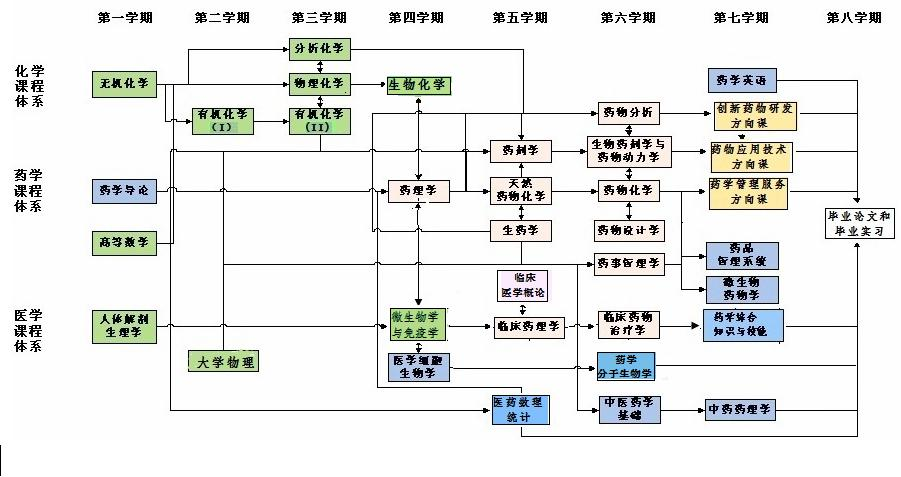 第一学期 第二学期 第三学期 第四学期 第五学期 第六学期 第七学期 第八学期
化学
课程
体系
无机化学
有机化学
（I）
分析化学
物理化学
有机化学
（II）
生物化学
药学英语
药物分析
创新药物研发
方向课
药剂学
生物药剂学与
药物动力学
药物应用技术
方向课
药学
课程
体系
药学导论
药理学
天然
药物化学
药物化学
药学管理服务
方向课
高等数学
生药学
药物设计学
毕业论文和
毕业实习
药事管理学
药品
管理系统
临床
医学概论
微生物
药物学
医学
课程
体系
人体解剖
生理学
微生物学
与免疫学
临床药理学
临床药物
治疗学
药学综合
知识与技能
大学物理
医学细胞
生物学
药学
分子生物学
医药数理
统计
中医药学
基础
中药药理学